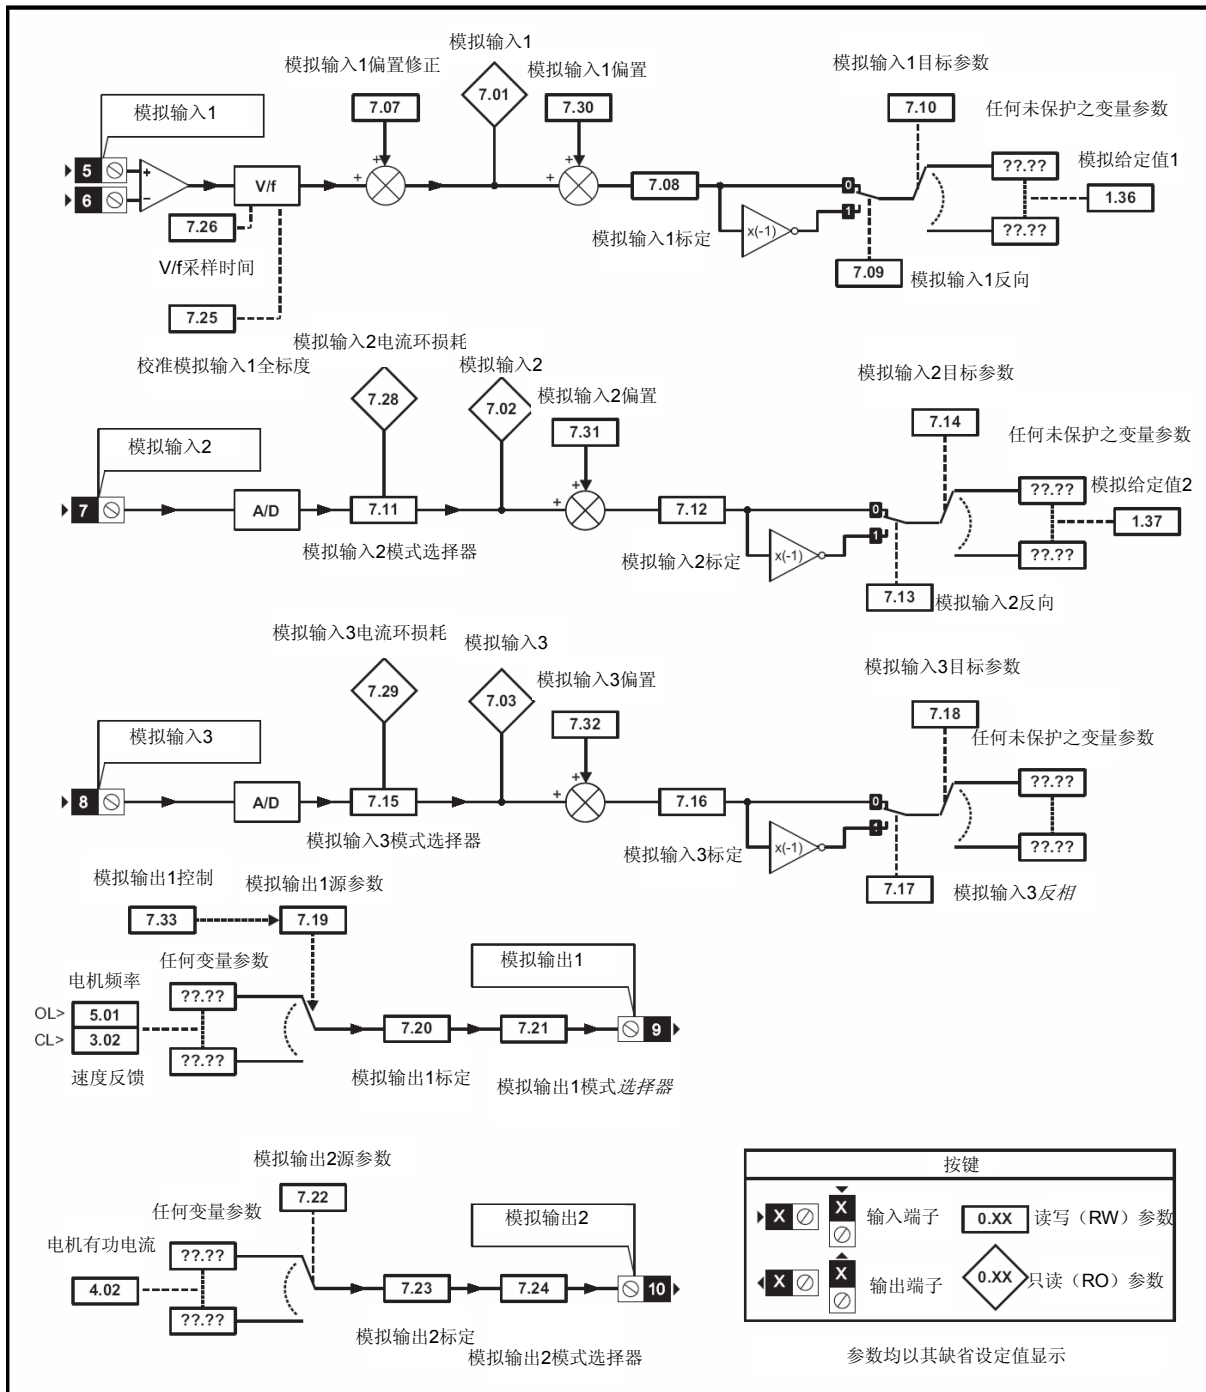 模拟输入1
模拟输入1偏置修正
模拟输入1偏置
模拟输入1目标参数
模拟输入1
7.07
7.01
7.30
7.10
任何未保护之变量参数
5
+
6
−
V/f
+
+
+
+
7.08
0
1
x(-1)
??.??
??.??
模拟给定值1
1.36
7.26
V/f采样时间
模拟输入1标定
7.09
模拟输入1反向
7.25
校准模拟输入1全标度
模拟输入2电流环损耗
模拟输入2
模拟输入2偏置
模拟输入2目标参数
7.28
7.02
7.31
7.14
任何未保护之变量参数
模拟输入2
7
A/D
7.11
+
+
7.12
0
1
x(-1)
??.??
??.??
模拟给定值2
1.37
模拟输入2模式选择器
模拟输入2标定
7.13
模拟输入2反向
模拟输入3电流环损耗
模拟输入3
模拟输入3偏置
模拟输入3目标参数
7.29
7.03
7.32
7.18
任何未保护之变量参数
模拟输入3
8
A/D
7.15
+
+
7.16
0
1
x(-1)
??.??
??.??
模拟输入3模式选择器
模拟输入3标定
7.17
模拟输入3反相
模拟输出1控制
模拟输出1源参数
7.33
7.19
任何变量参数
模拟输出1
电机频率
??.??
OL>
5.01
CL>
3.02
??.??
7.20
7.21
9
速度反馈
模拟输出1标定
模拟输出1模式选择器
模拟输出2源参数
7.22
任何变量参数
模拟输出2
电机有功电流
??.??
4.02
??.??
7.23
7.24
10
模拟输出2标定
模拟输出2模式选择器
按键
X
X
输入端子
0.XX
读写（RW）参数
X
X
输出端子
0.XX
只读（RO）参数
参数均以其缺省设定值显示